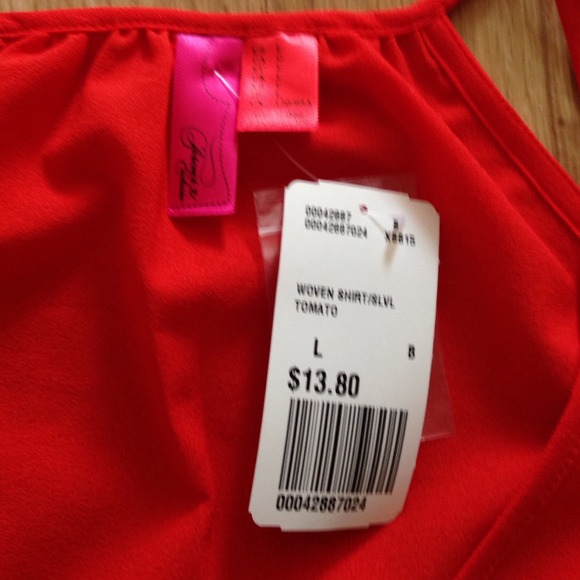 00042887
00042887024
WOVEN SHIRT/SLVL
TOMATO
L B
$13.80
00042887024